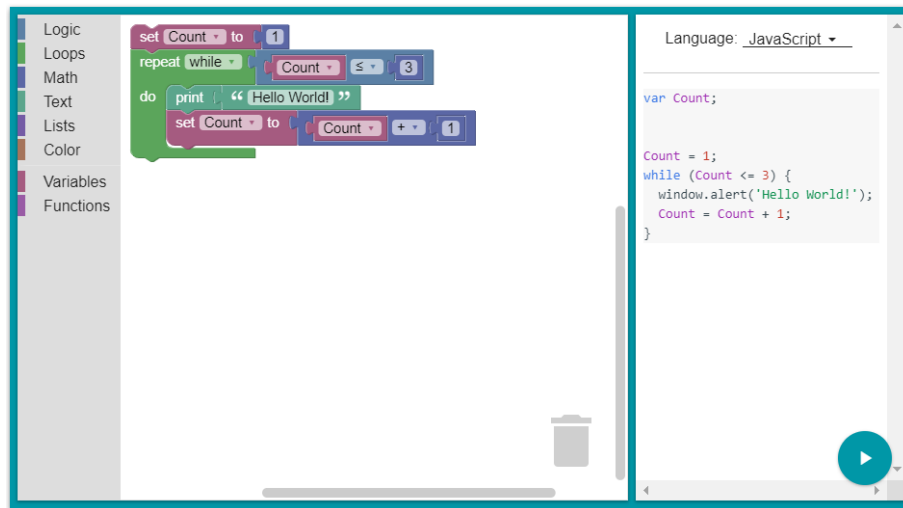 Logic
Loops
Math
Text
Lists
Color
Variables
Functions
set Count to 1
repeat while Count ≤ 3
do print “ Hello World! ”
set Count to Count + 1
Language: JavaScript
var Count;
Count = 1;
while (Count <= 3) {
  window.alert('Hello World!');
  Count = Count + 1;
}